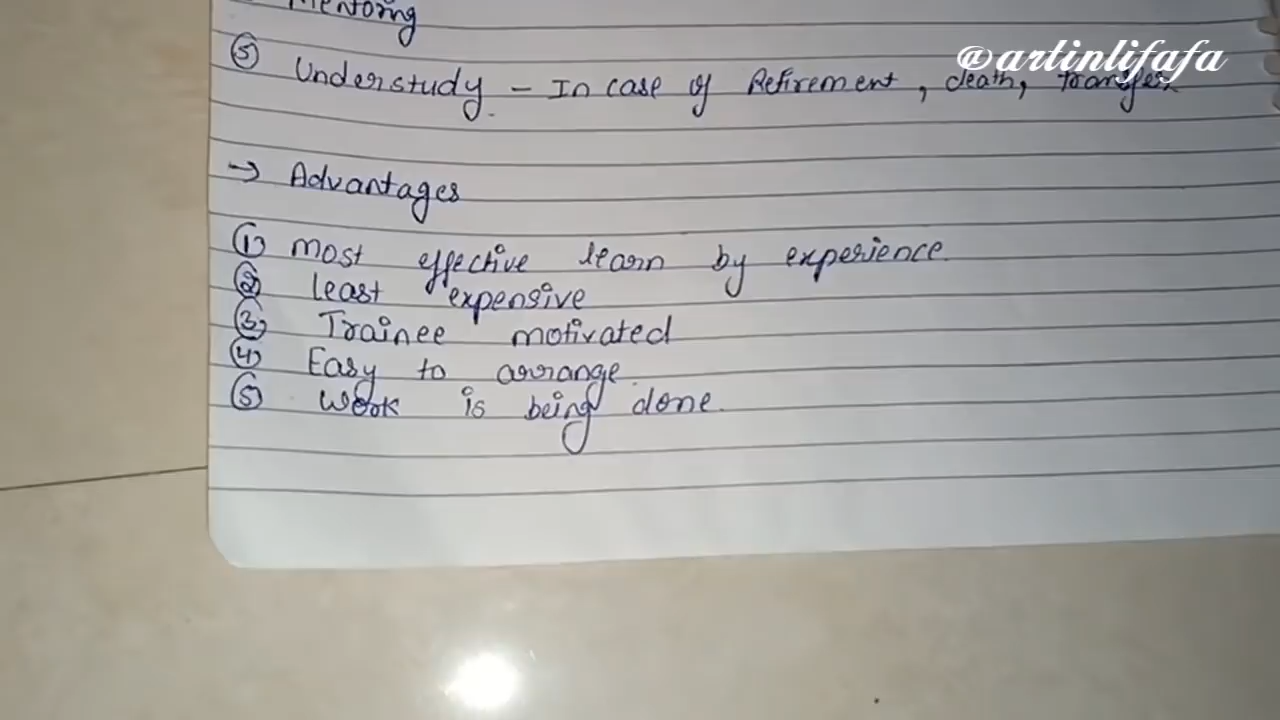 Mentoring
@artinlifafa
⑤ Understudy - In case of Retirement, death, transfer
→ Advantages
① most effective learn by experience.
② least expensive
③ Trainee motivated
④ Easy to arrange.
⑤ Work is being done.